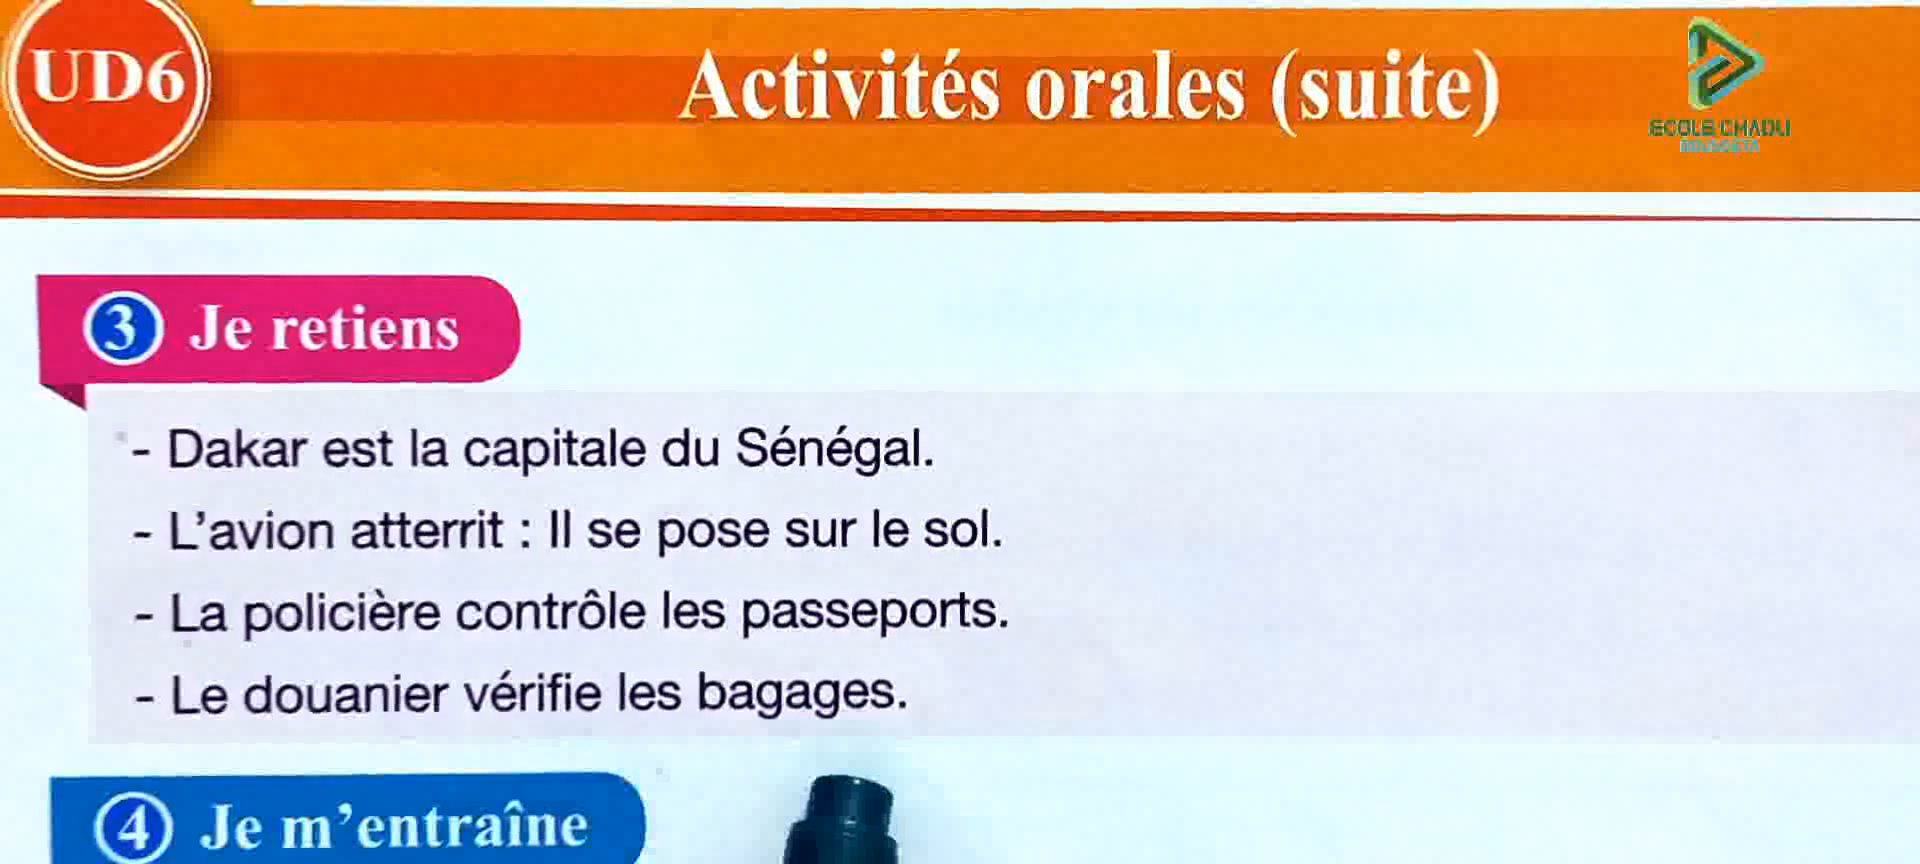 UD6
Activités orales (suite)
ECOLE CHADLI
3 Je retiens
- Dakar est la capitale du Sénégal.
- L'avion atterrit : Il se pose sur le sol.
- La policière contrôle les passeports.
- Le douanier vérifie les bagages.
4 Je m'entraîne